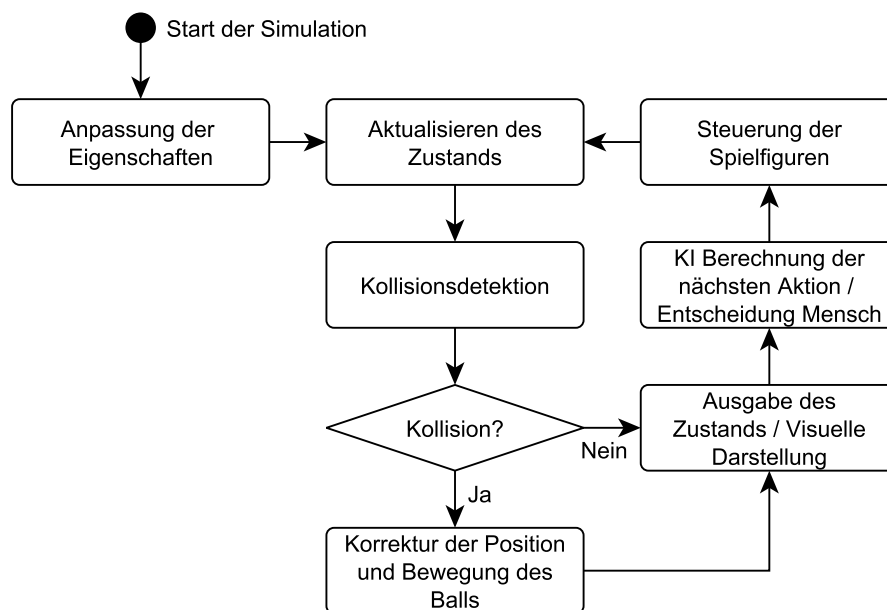 Start der Simulation
Anpassung der
Eigenschaften
Aktualisieren des
Zustands
Steuerung der
Spielfiguren
Kollisionsdetektion
KI Berechnung der
nächsten Aktion /
Entscheidung Mensch
Kollision?
Nein
Ausgabe des
Zustands / Visuelle
Darstellung
Ja
Korrektur der Position
und Bewegung des
Balls